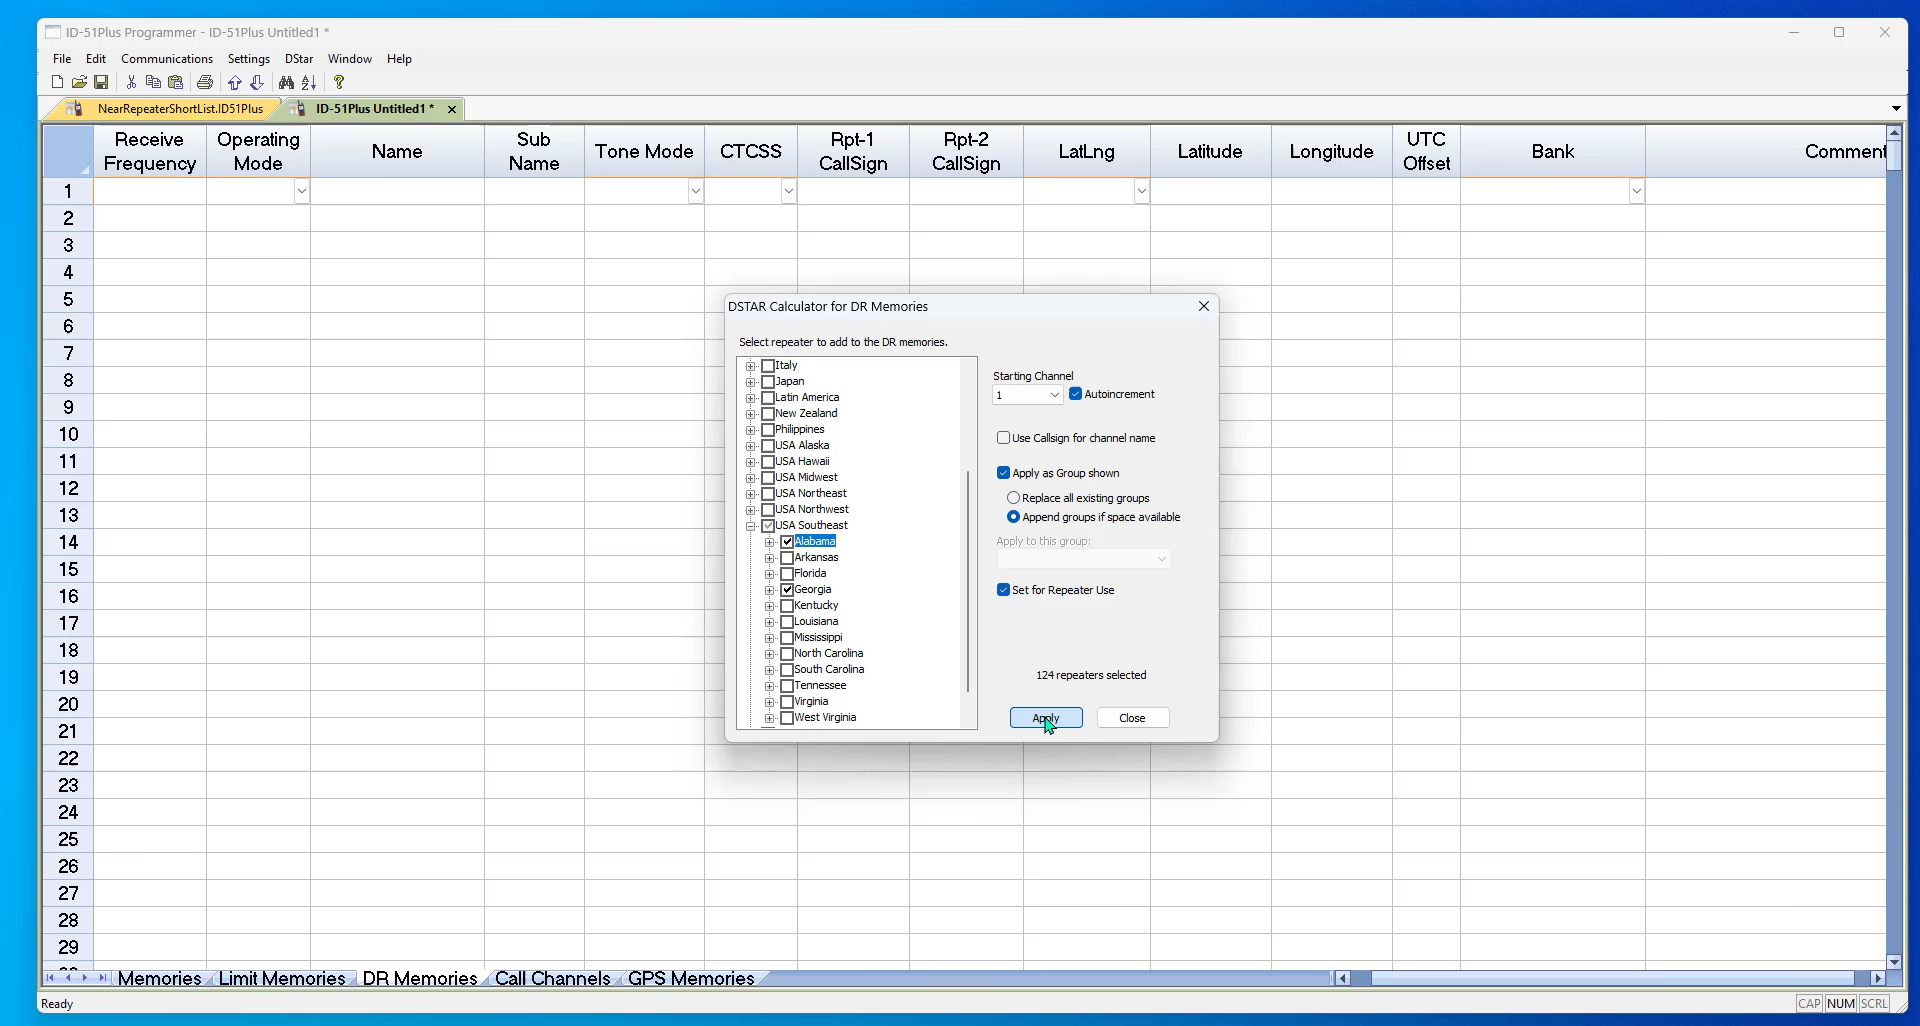 ID-51Plus Programmer - ID-51Plus Untitled1 *
File Edit Communications Settings DStar Window Help
NearRepeaterShortList.ID51Plus ID-51Plus Untitled1 *
Receive Frequency Operating Mode Name Sub Name Tone Mode CTCSS Rpt-1 CallSign Rpt-2 CallSign LatLng Latitude Longitude UTC Offset Bank Comment
1
2
3
4
5
6
7
8
9
10
11
12
13
14
15
16
17
18
19
20
21
22
23
24
25
26
27
28
29
DSTAR Calculator for DR Memories
Select repeater to add to the DR memories.
Italy
Japan
Latin America
New Zealand
Philippines
USA Alaska
USA Hawaii
USA Midwest
USA Northeast
USA Northwest
USA Southeast
Alabama
Arkansas
Florida
Georgia
Kentucky
Louisiana
Mississippi
North Carolina
South Carolina
Tennessee
Virginia
West Virginia
Starting Channel
1 Autoincrement
Use Callsign for channel name
Apply as Group shown
Replace all existing groups
Append groups if space available
Apply to this group:
Set for Repeater Use
124 repeaters selected
Apply Close
Memories Limit Memories DR Memories Call Channels GPS Memories
Ready CAP NUM SCRL